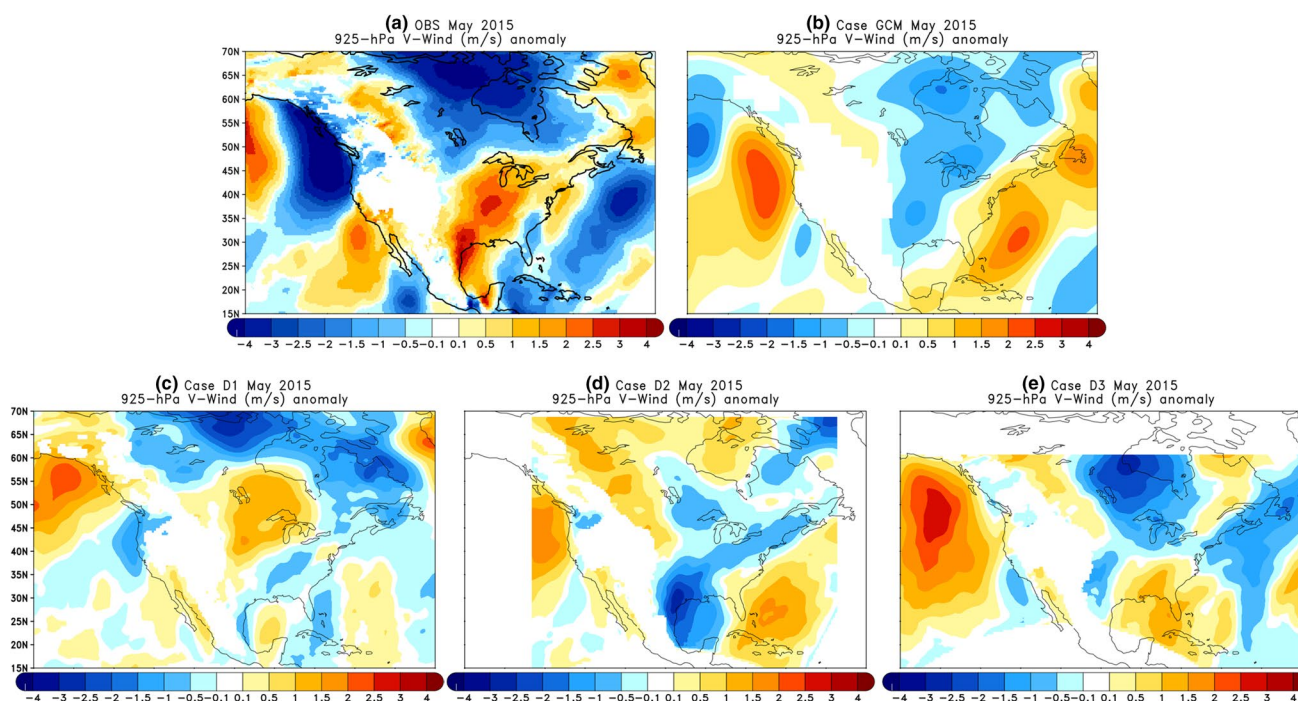 (a) OBS May 2015
925-hPa V-Wind (m/s) anomaly
70N
65N
60N
55N
50N
45N
40N
35N
30N
25N
20N
15N
-4 -3 -2.5 -2 -1.5 -1 -0.5 -0.1 0.1 0.5 1 1.5 2 2.5 3 4
(b) Case GCM May 2015
925-hPa V-Wind (m/s) anomaly
-4 -3 -2.5 -2 -1.5 -1 -0.5 -0.1 0.1 0.5 1 1.5 2 2.5 3 4
(c) Case D1 May 2015
925-hPa V-Wind (m/s) anomaly
70N
65N
60N
55N
50N
45N
40N
35N
30N
25N
20N
15N
-4 -3 -2.5 -2 -1.5 -1 -0.5 -0.1 0.1 0.5 1 1.5 2 2.5 3 4
(d) Case D2 May 2015
925-hPa V-Wind (m/s) anomaly
-4 -3 -2.5 -2 -1.5 -1 -0.5 -0.1 0.1 0.5 1 1.5 2 2.5 3 4
(e) Case D3 May 2015
925-hPa V-Wind (m/s) anomaly
-4 -3 -2.5 -2 -1.5 -1 -0.5 -0.1 0.1 0.5 1 1.5 2 2.5 3 4